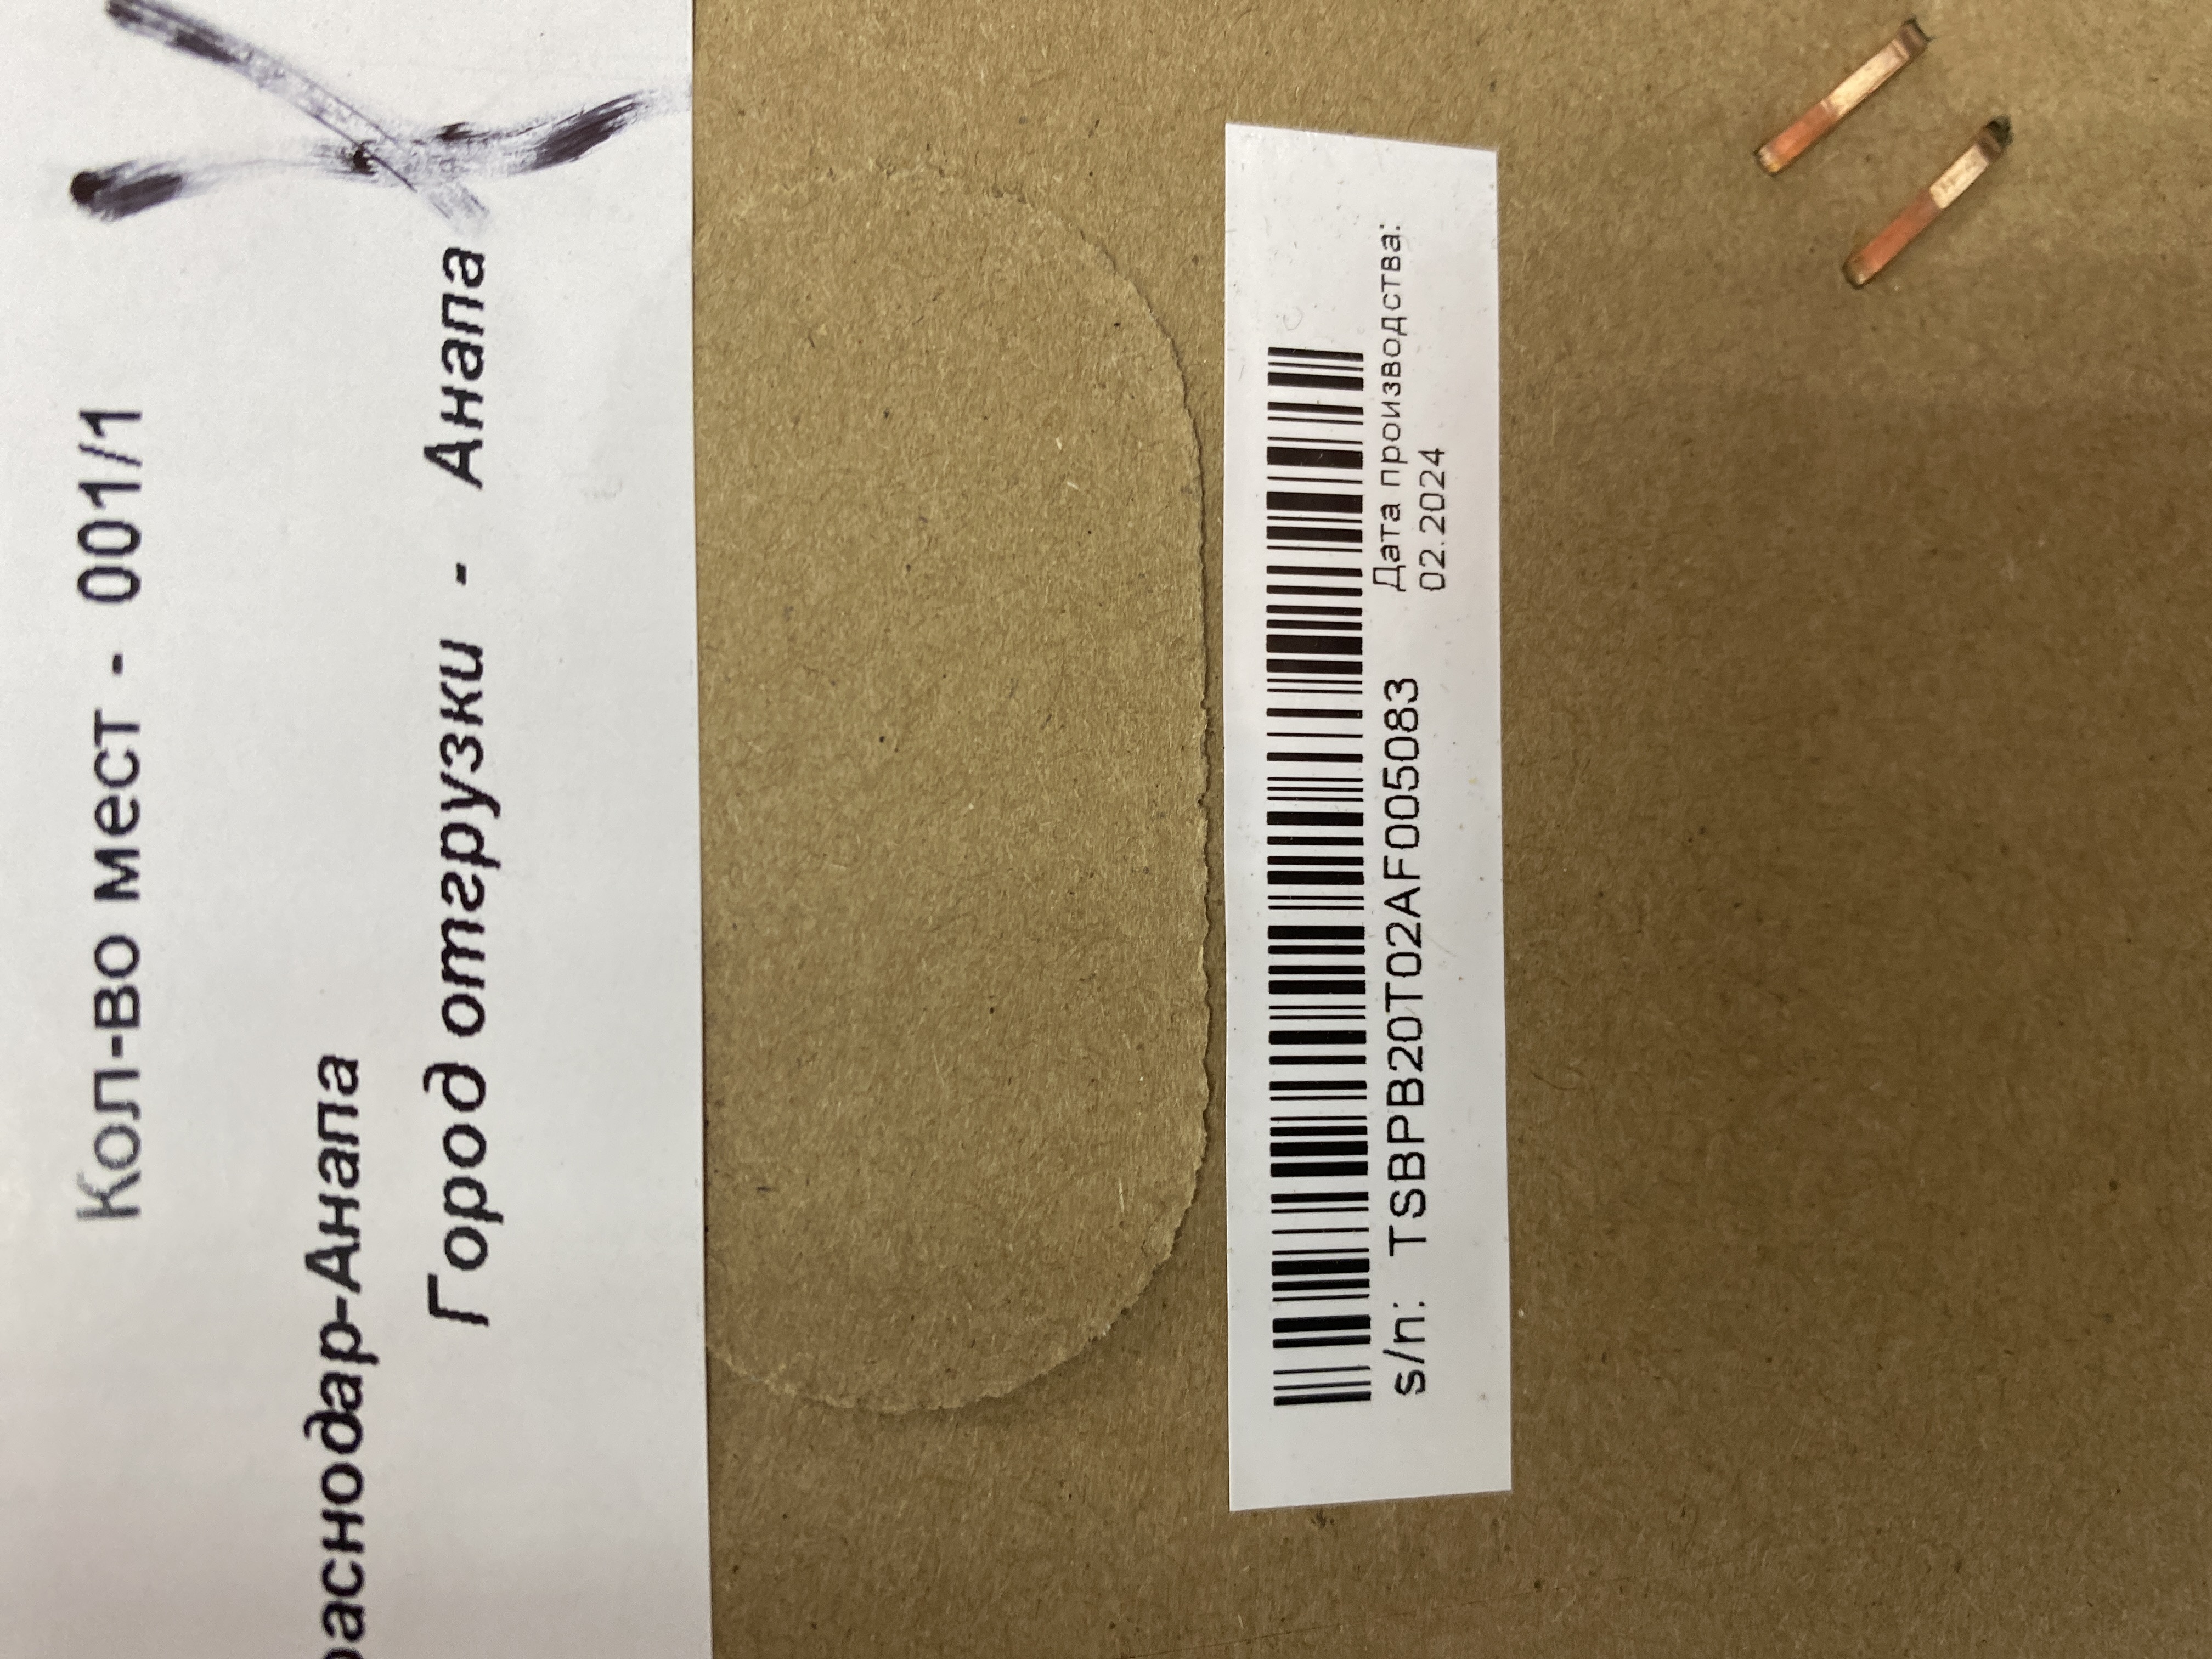 Кол-во мест - 001/1
раснодар-Анапа
Город отгрузки - Анапа
s/n: TSBPB20T02AF005083
Дата производства:
02.2024